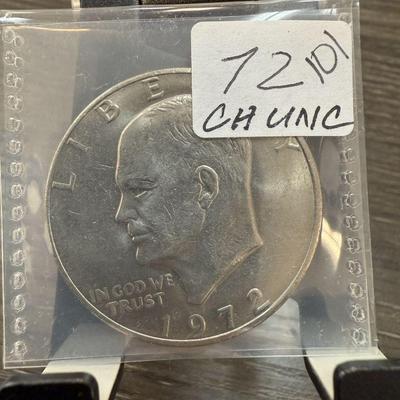 72 101
CH UNC
LIBE
IN GOD WE
TRUST
1972